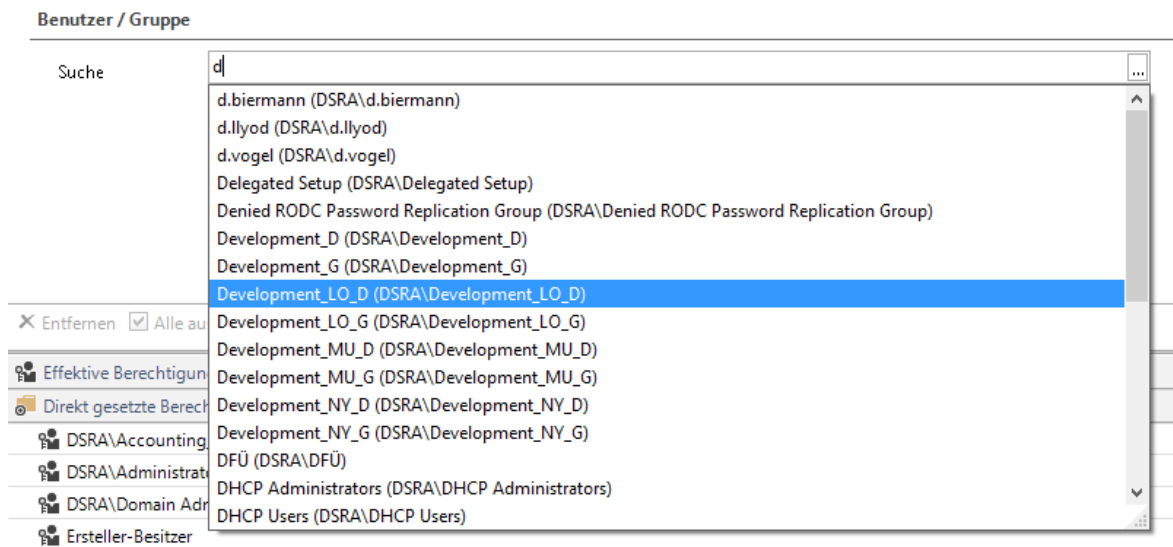 Benutzer / Gruppe
Suche
d
...
d.biermann (DSRA\d.biermann)
d.llyod (DSRA\d.llyod)
d.vogel (DSRA\d.vogel)
Delegated Setup (DSRA\Delegated Setup)
Denied RODC Password Replication Group (DSRA\Denied RODC Password Replication Group)
Development_D (DSRA\Development_D)
Development_G (DSRA\Development_G)
Development_LO_D (DSRA\Development_LO_D)
Development_LO_G (DSRA\Development_LO_G)
Development_MU_D (DSRA\Development_MU_D)
Development_MU_G (DSRA\Development_MU_G)
Development_NY_D (DSRA\Development_NY_D)
Development_NY_G (DSRA\Development_NY_G)
DFÜ (DSRA\DFÜ)
DHCP Administrators (DSRA\DHCP Administrators)
DHCP Users (DSRA\DHCP Users)
Entfernen Alle au
Effektive Berechtigun
Direkt gesetzte Berech
DSRA\Accounting_
DSRA\Administrat
DSRA\Domain Adr
Ersteller-Besitzer